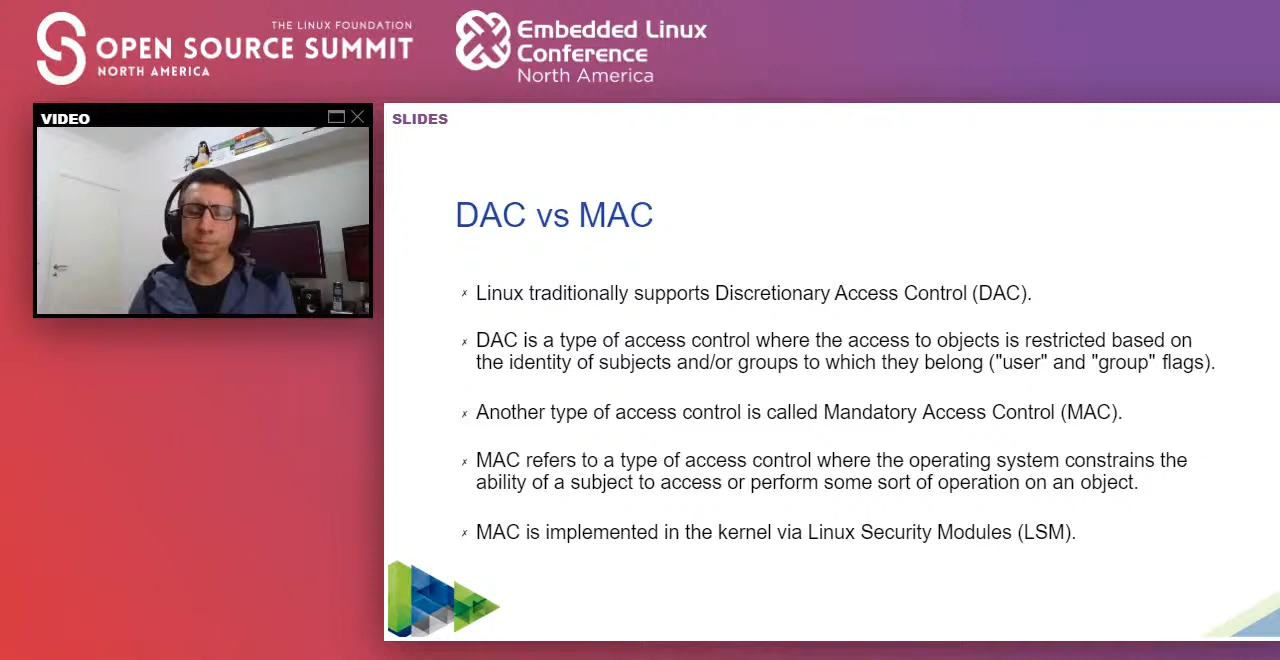 THE LINUX FOUNDATION
OPEN SOURCE SUMMIT
NORTH AMERICA
Embedded Linux
Conference
North America
VIDEO
SLIDES
DAC vs MAC
✗ Linux traditionally supports Discretionary Access Control (DAC).
✗ DAC is a type of access control where the access to objects is restricted based on
the identity of subjects and/or groups to which they belong ("user" and "group" flags).
✗ Another type of access control is called Mandatory Access Control (MAC).
✗ MAC refers to a type of access control where the operating system constrains the
ability of a subject to access or perform some sort of operation on an object.
✗ MAC is implemented in the kernel via Linux Security Modules (LSM).